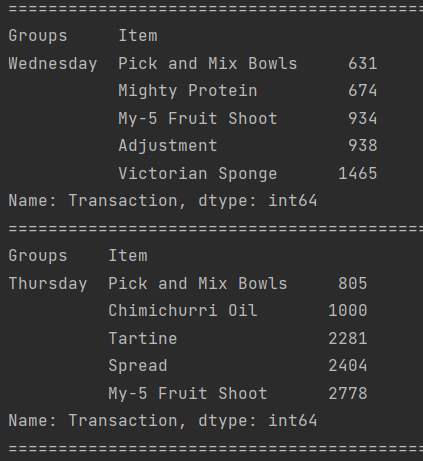 ==========================================
Groups     Item
Wednesday  Pick and Mix Bowls     631
           Mighty Protein         674
           My-5 Fruit Shoot       934
           Adjustment             938
           Victorian Sponge      1465
Name: Transaction, dtype: int64
==========================================
Groups    Item
Thursday  Pick and Mix Bowls     805
          Chimichurri Oil       1000
          Tartine               2281
          Spread                2404
          My-5 Fruit Shoot      2778
Name: Transaction, dtype: int64
==========================================